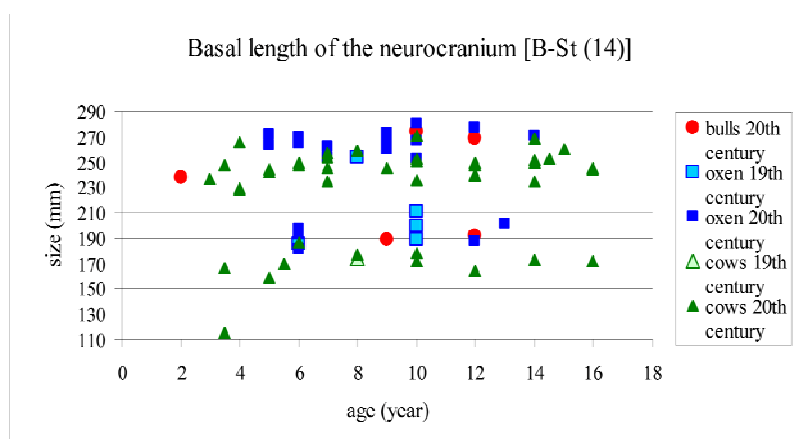 Basal length of the neurocranium [B-St (14)]
290
270
250
230
210
190
170
150
130
110
size (mm)
0 2 4 6 8 10 12 14 16 18
age (year)
bulls 20th
century
oxen 19th
century
oxen 20th
century
cows 19th
century
cows 20th
century